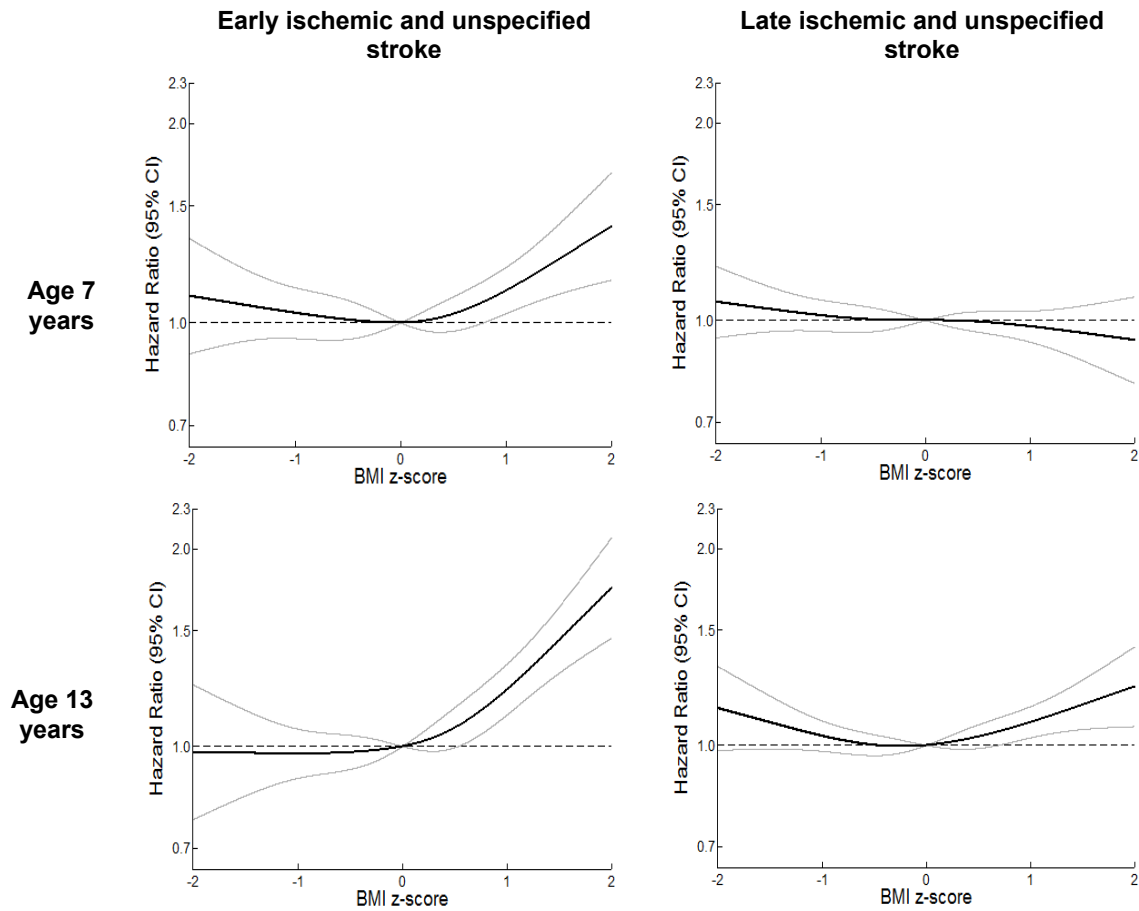 Early ischemic and unspecified
stroke
Late ischemic and unspecified
stroke
Age 7
years
Hazard Ratio (95% CI)
2.3
2.0
1.5
1.0
0.7
-2 -1 0 1 2
BMI z-score
Hazard Ratio (95% CI)
2.3
2.0
1.5
1.0
0.7
-2 -1 0 1 2
BMI z-score
Age 13
years
Hazard Ratio (95% CI)
2.3
2.0
1.5
1.0
0.7
-2 -1 0 1 2
BMI z-score
Hazard Ratio (95% CI)
2.3
2.0
1.5
1.0
0.7
-2 -1 0 1 2
BMI z-score